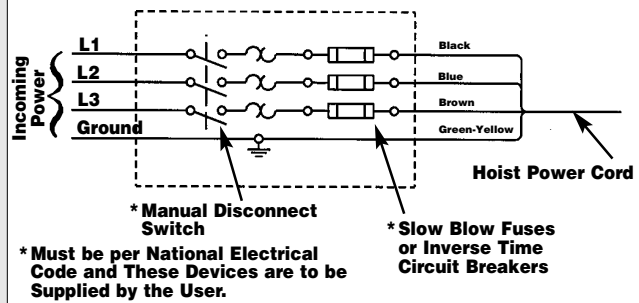 Incoming
Power
L1
L2
L3
Ground
Black
Blue
Brown
Green-Yellow
Hoist Power Cord
* Manual Disconnect
Switch
* Slow Blow Fuses
or Inverse Time
Circuit Breakers
* Must be per National Electrical
Code and These Devices are to be
Supplied by the User.